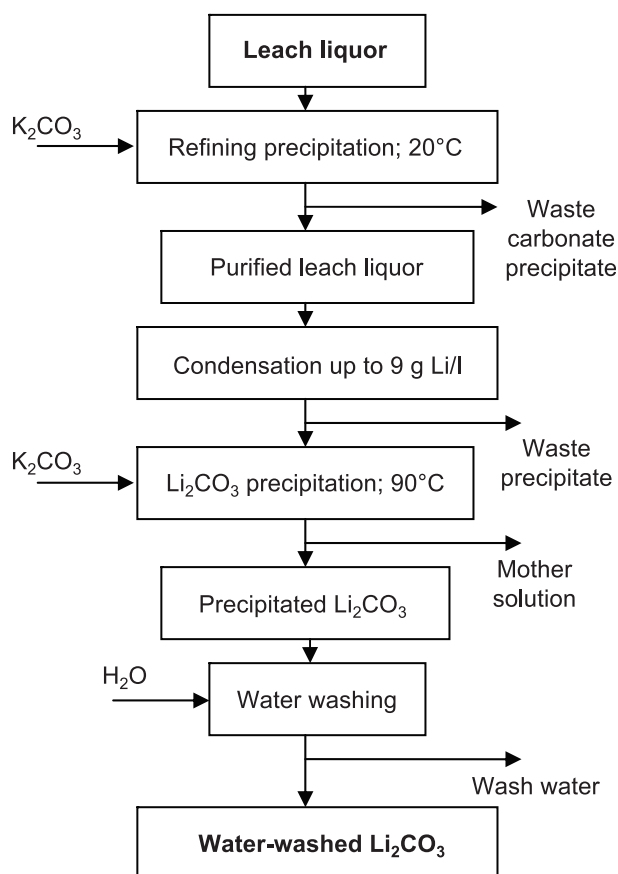 Leach liquor
K₂CO₃
Refining precipitation; 20°C
Waste
carbonate
precipitate
Purified leach liquor
Condensation up to 9 g Li/l
Waste
precipitate
K₂CO₃
Li₂CO₃ precipitation; 90°C
Mother
solution
Precipitated Li₂CO₃
H₂O
Water washing
Wash water
Water-washed Li₂CO₃